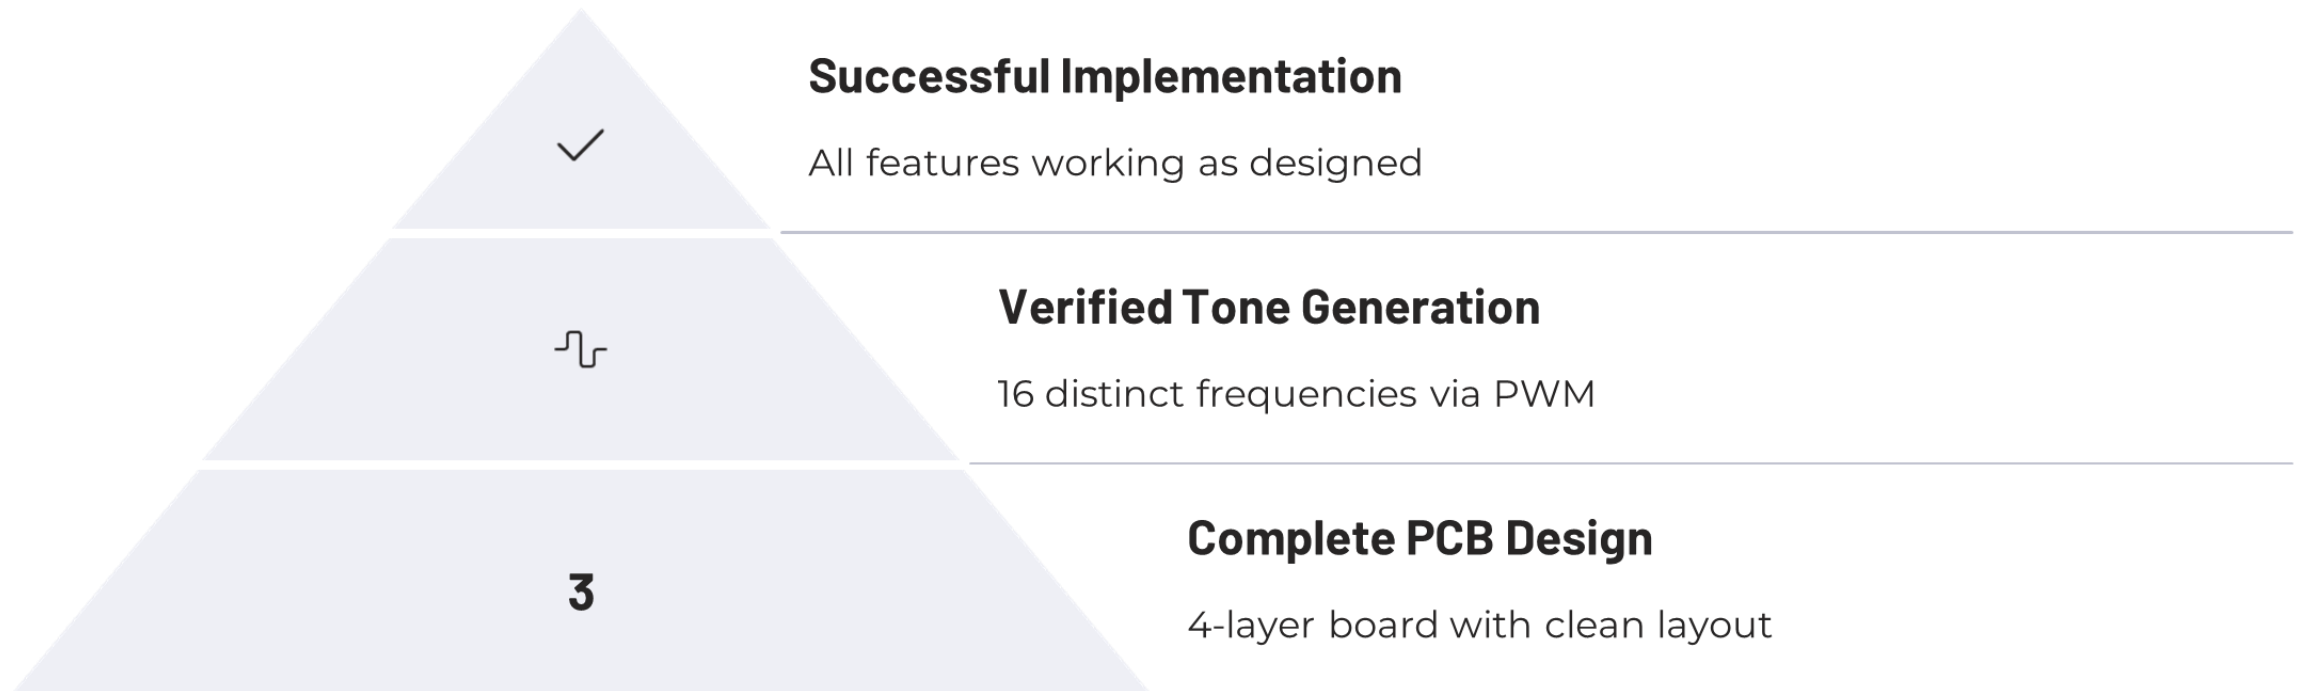 Successful Implementation
All features working as designed
Verified Tone Generation
16 distinct frequencies via PWM
3
Complete PCB Design
4-layer board with clean layout